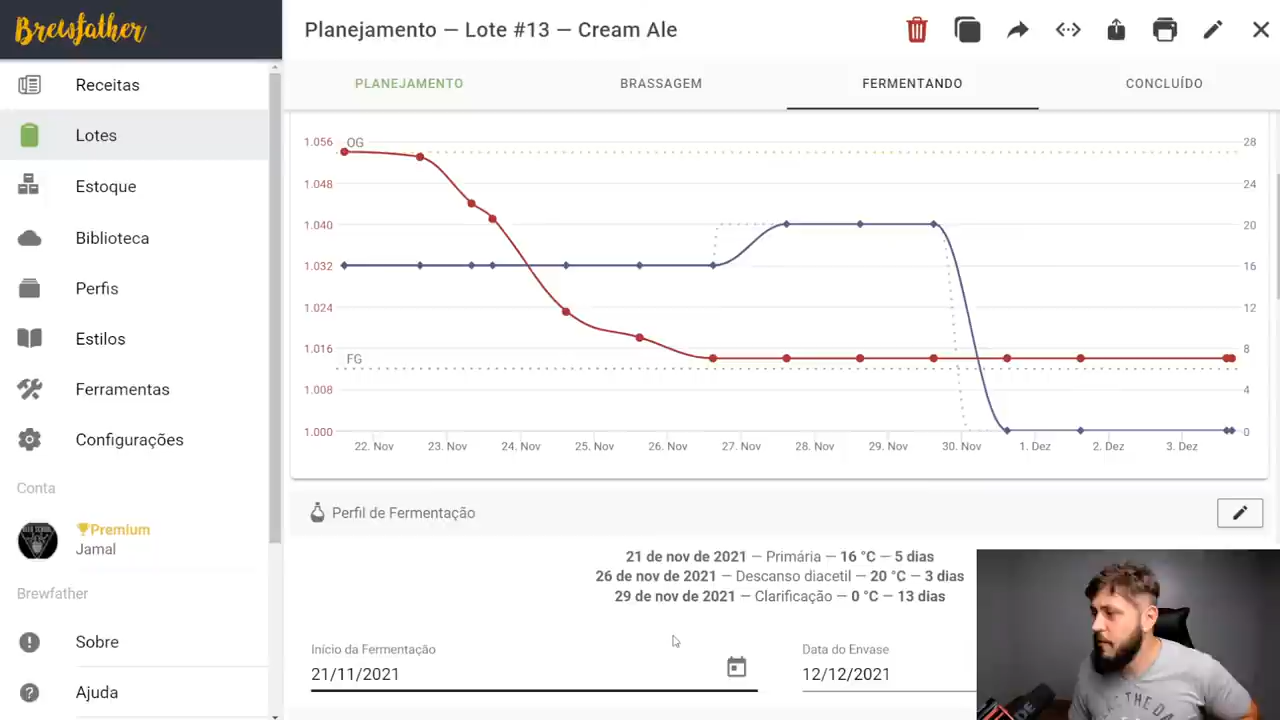 Brewfather
Planejamento — Lote #13 — Cream Ale
Receitas
Lotes
Estoque
Biblioteca
Perfis
Estilos
Ferramentas
Configurações
Conta
Premium
Jamal
Brewfather
Sobre
Ajuda
PLANEJAMENTO BRASSAGEM FERMENTANDO CONCLUÍDO
1.056 OG 28
1.048 24
1.040 20
1.032 16
1.024 12
1.016 FG 8
1.008 4
1.000 0
22. Nov 23. Nov 24. Nov 25. Nov 26. Nov 27. Nov 28. Nov 29. Nov 30. Nov 1. Dez 2. Dez 3. Dez
Perfil de Fermentação
21 de nov de 2021 — Primária — 16 °C — 5 dias
26 de nov de 2021 — Descanso diacetil — 20 °C — 3 dias
29 de nov de 2021 — Clarificação — 0 °C — 13 dias
Início da Fermentação Data do Envase
21/11/2021 12/12/2021